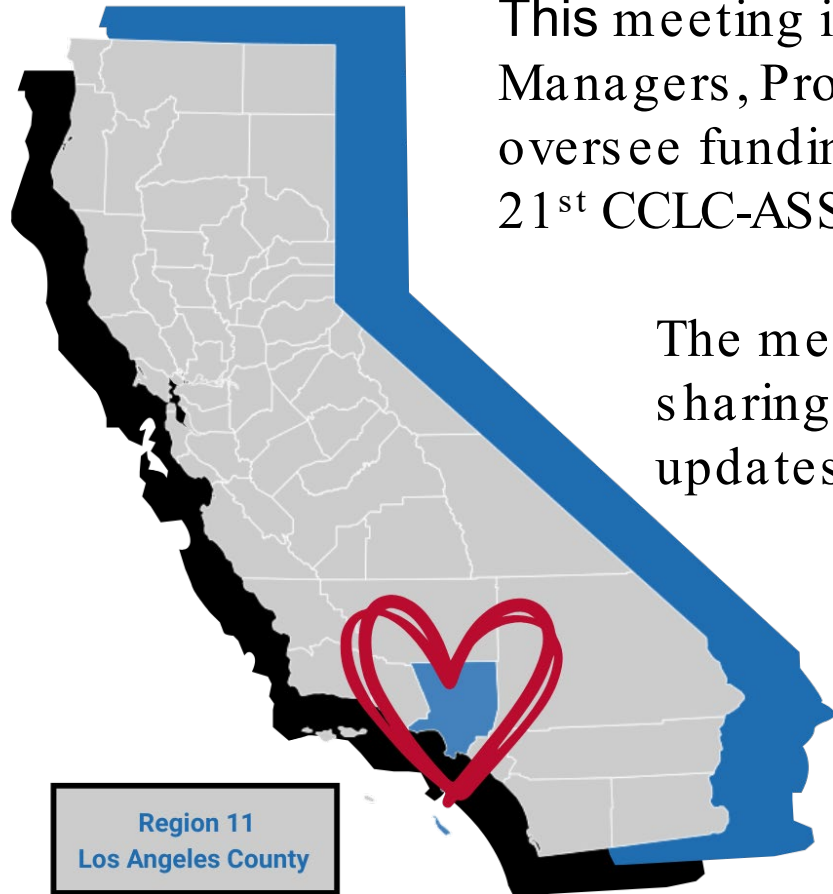 This meeting i
Managers, Pro
oversee fundin
21st CCLC-ASS
The me
sharing
updates
Region 11
Los Angeles County